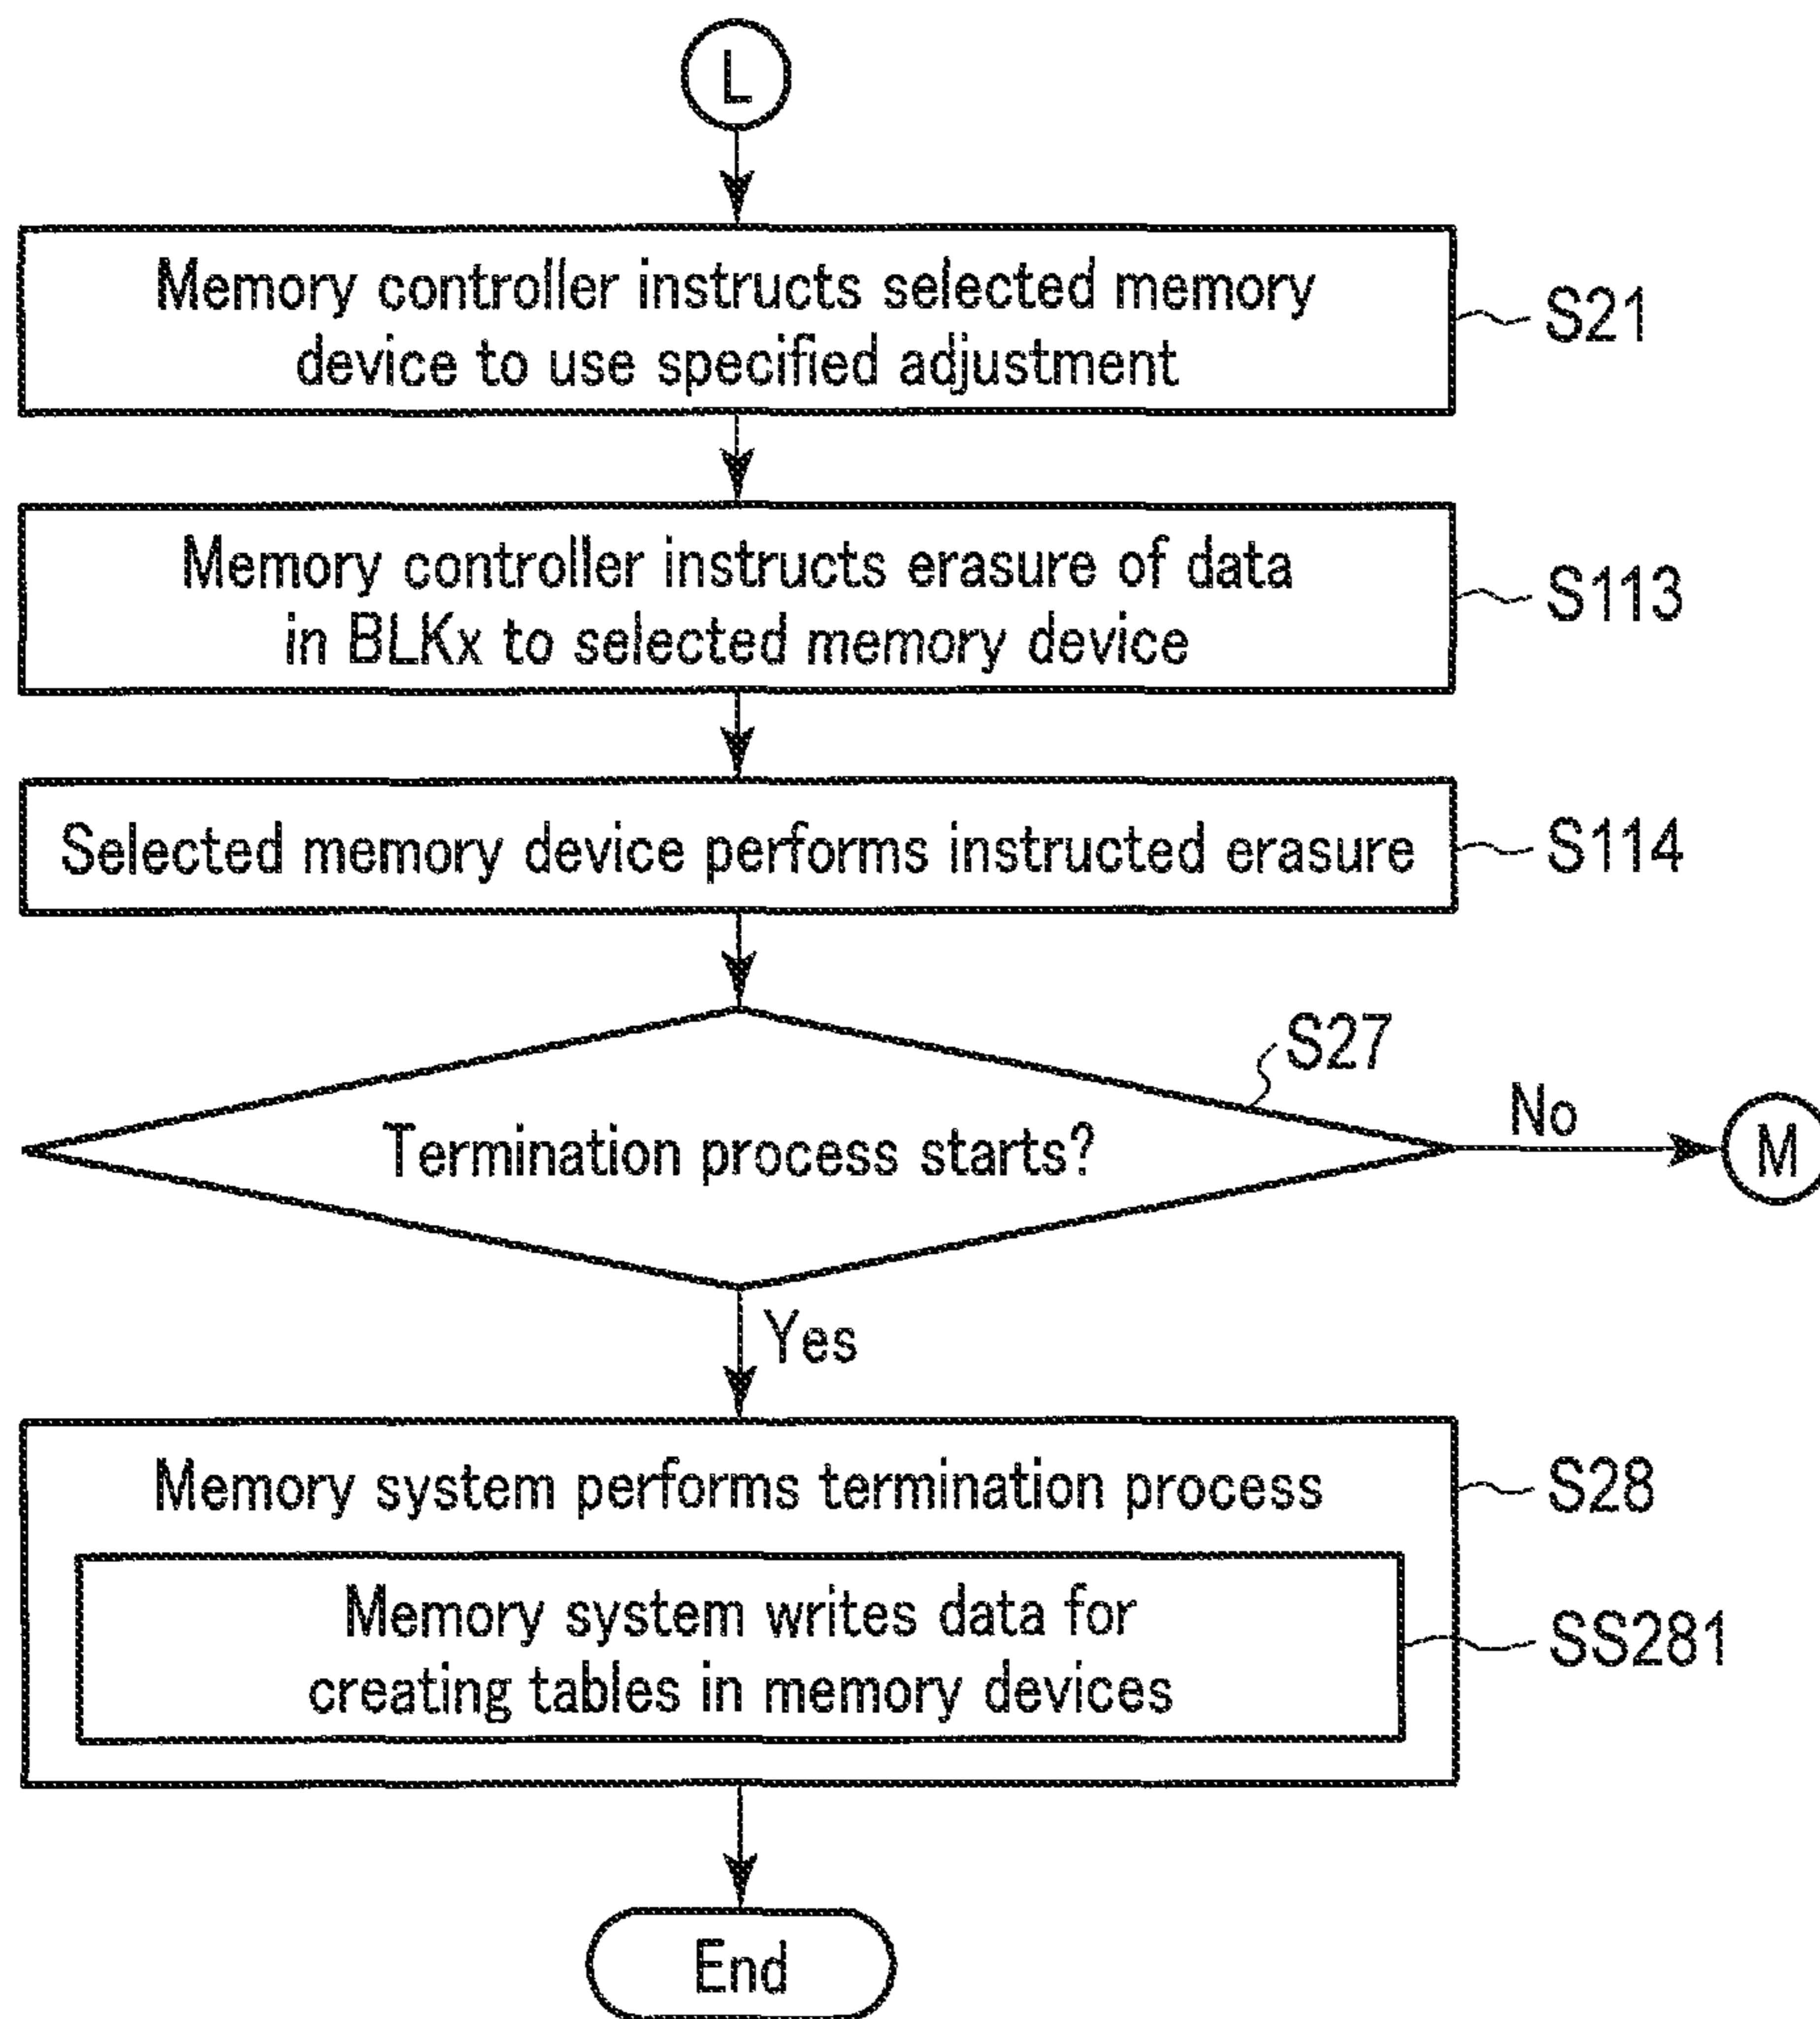 L
Memory controller instructs selected memory
device to use specified adjustment
S21
Memory controller instructs erasure of data
in BLKx to selected memory device
S113
Selected memory device performs instructed erasure
S114
S27
Termination process starts?
No
M
Yes
Memory system performs termination process
S28
Memory system writes data for
creating tables in memory devices
SS281
End